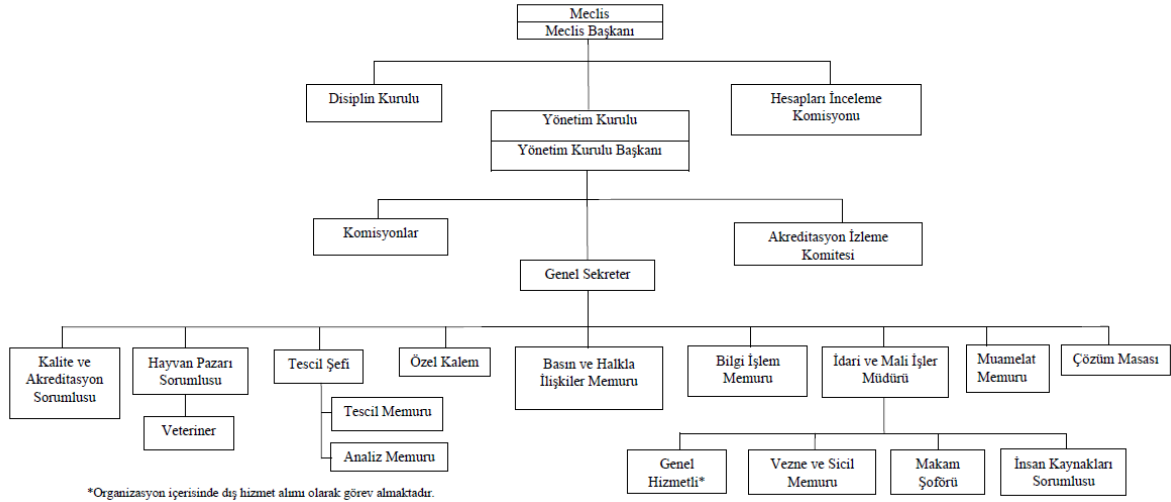 Meclis
Meclis Başkanı
Disiplin Kurulu
Hesapları İnceleme
Komisyonu
Yönetim Kurulu
Yönetim Kurulu Başkanı
Komisyonlar
Akreditasyon İzleme
Komitesi
Genel Sekreter
Kalite ve
Akreditasyon
Sorumlusu
Hayvan Pazarı
Sorumlusu
Tescil Şefi
Özel Kalem
Basın ve Halkla
İlişkiler Memuru
Bilgi İşlem
Memuru
İdari ve Mali İşler
Müdürü
Muamelat
Memuru
Çözüm Masası
Veteriner
Tescil Memuru
Analiz Memuru
Genel
Hizmetli*
Vezne ve Sicil
Memuru
Makam
Şoförü
İnsan Kaynakları
Sorumlusu
*Organizasyon içerisinde dış hizmet alımı olarak görev almaktadır.